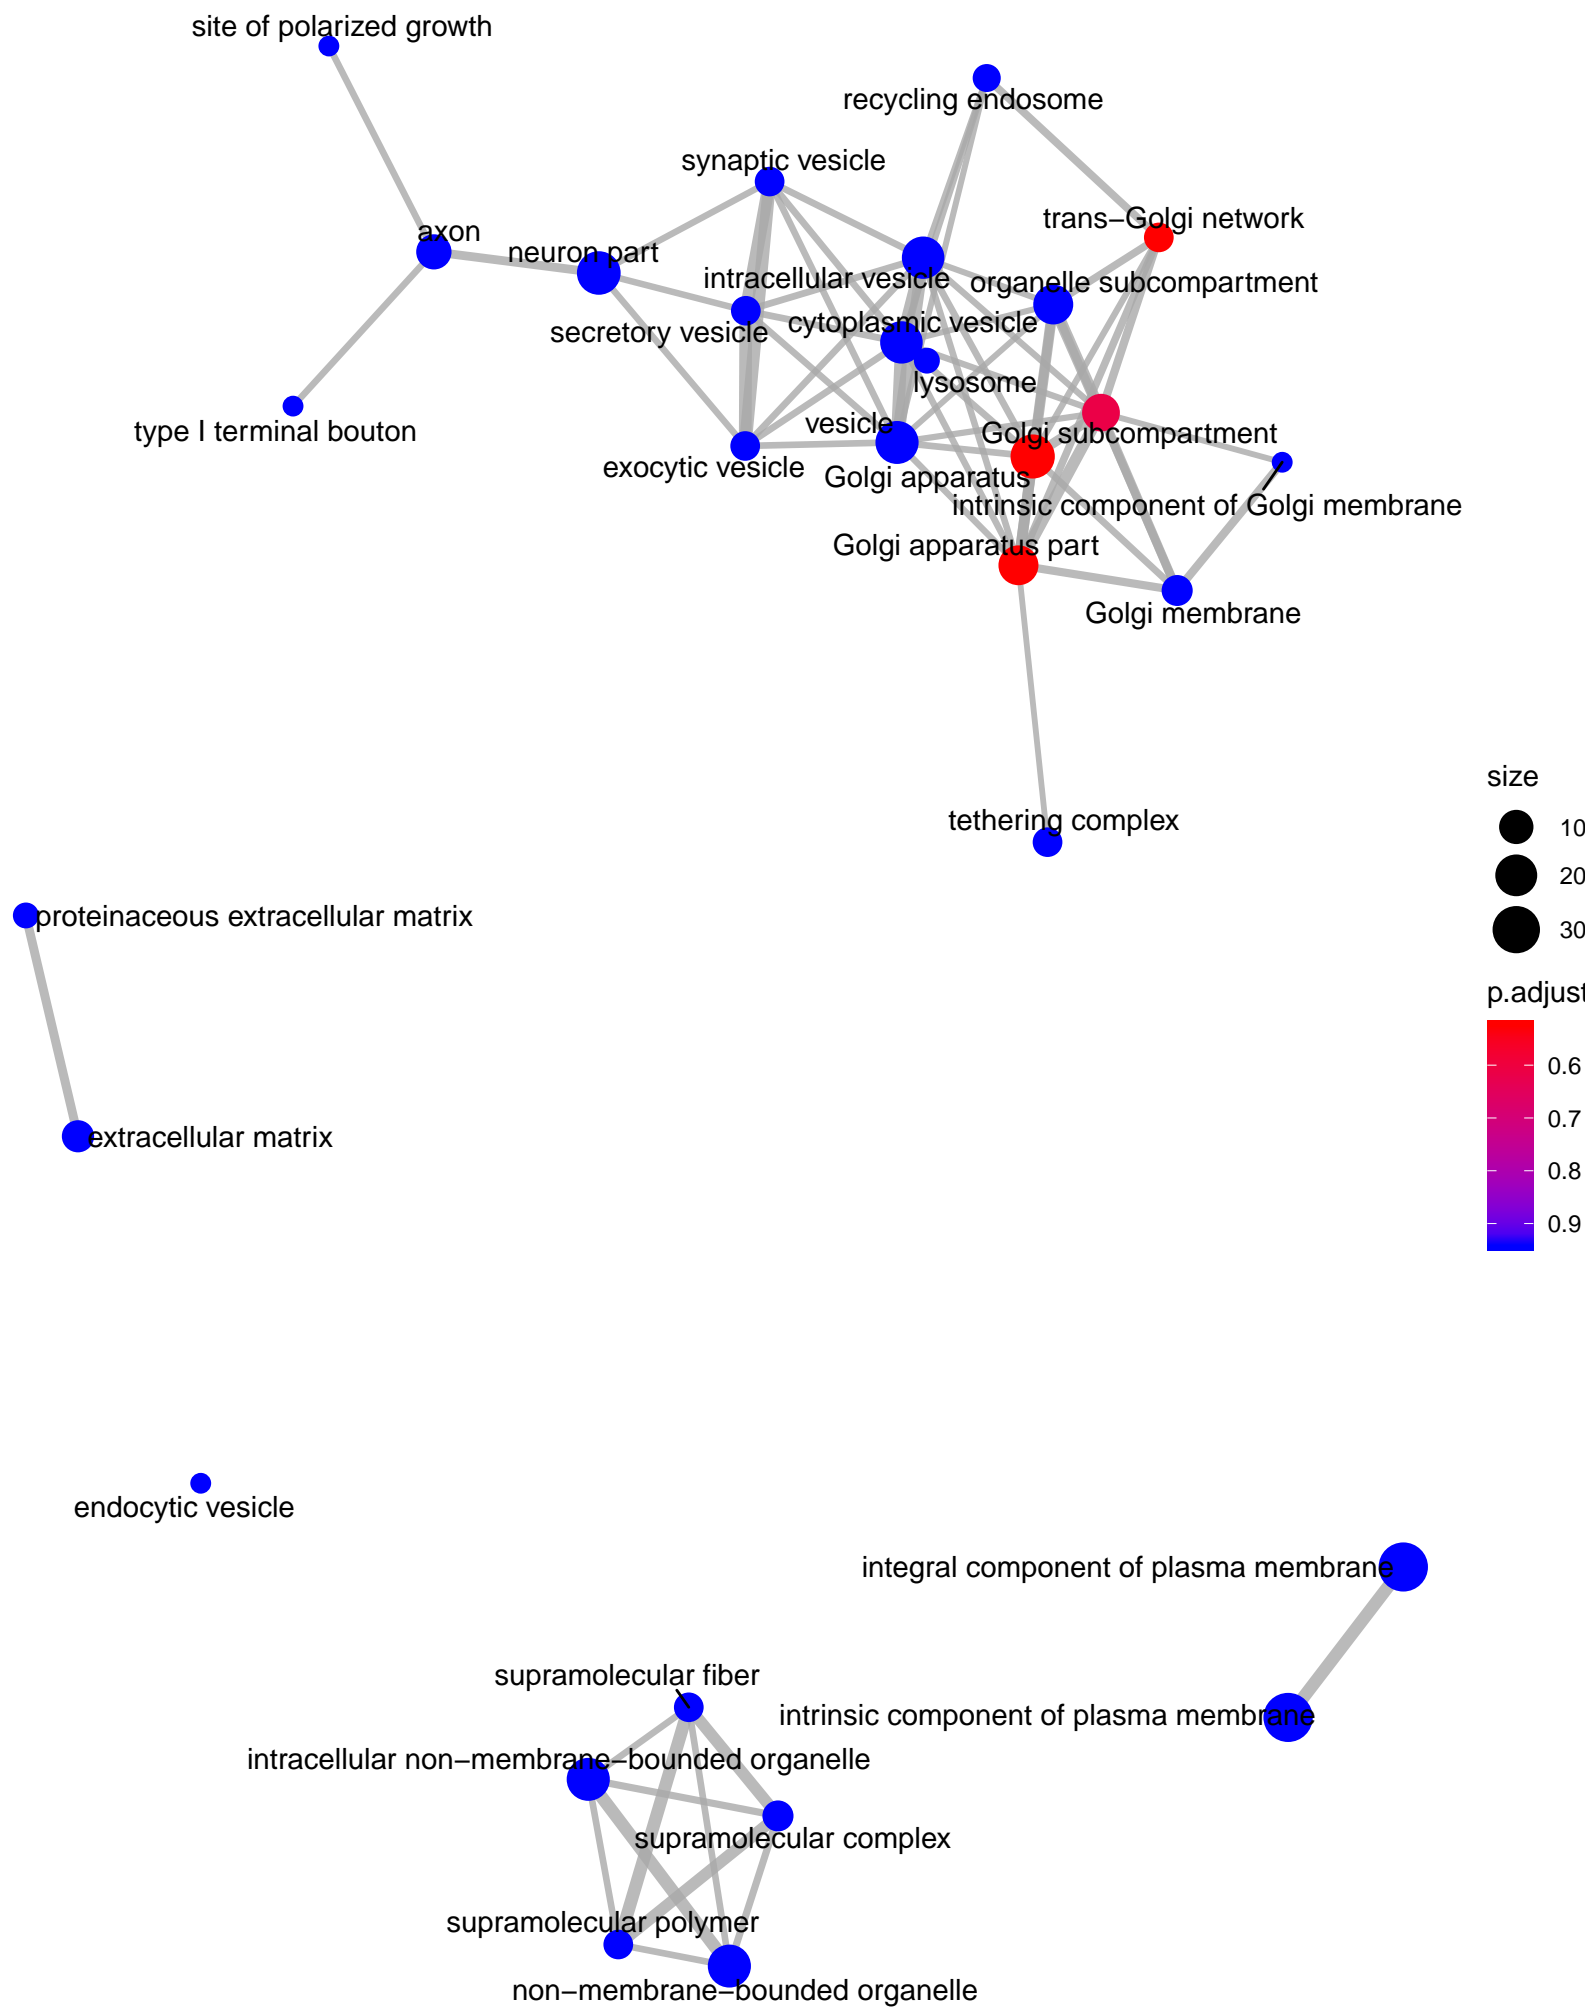 site of polarized growth
recycling endosome
synaptic vesicle
trans−Golgi network
axon
neuron part
intracellular vesicle
organelle subcompartment
secretory vesicle
cytoplasmic vesicle
lysosome
vesicle
type I terminal bouton
Golgi subcompartment
exocytic vesicle
Golgi apparatus
intrinsic component of Golgi membrane
Golgi apparatus part
Golgi membrane
size
10
20
30
tethering complex
proteinaceous extracellular matrix
p.adjust
0.6
0.7
0.8
0.9
extracellular matrix
endocytic vesicle
integral component of plasma membrane
supramolecular fiber
intrinsic component of plasma membrane
intracellular non−membrane−bounded organelle
supramolecular complex
supramolecular polymer
non−membrane−bounded organelle